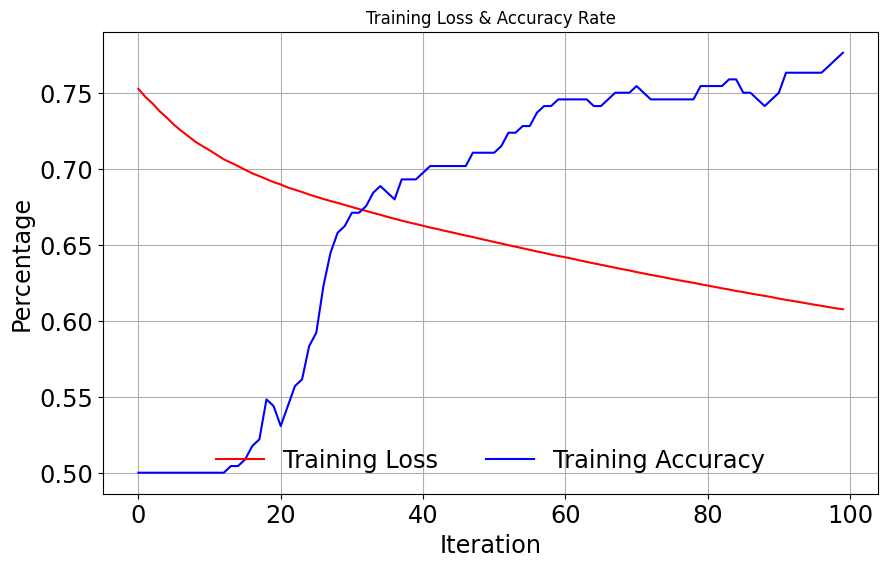 Training Loss & Accuracy Rate
0.75
0.70
0.65
0.60
0.55
0.50
Percentage
Training Loss
Training Accuracy
0 20 40 60 80 100
Iteration